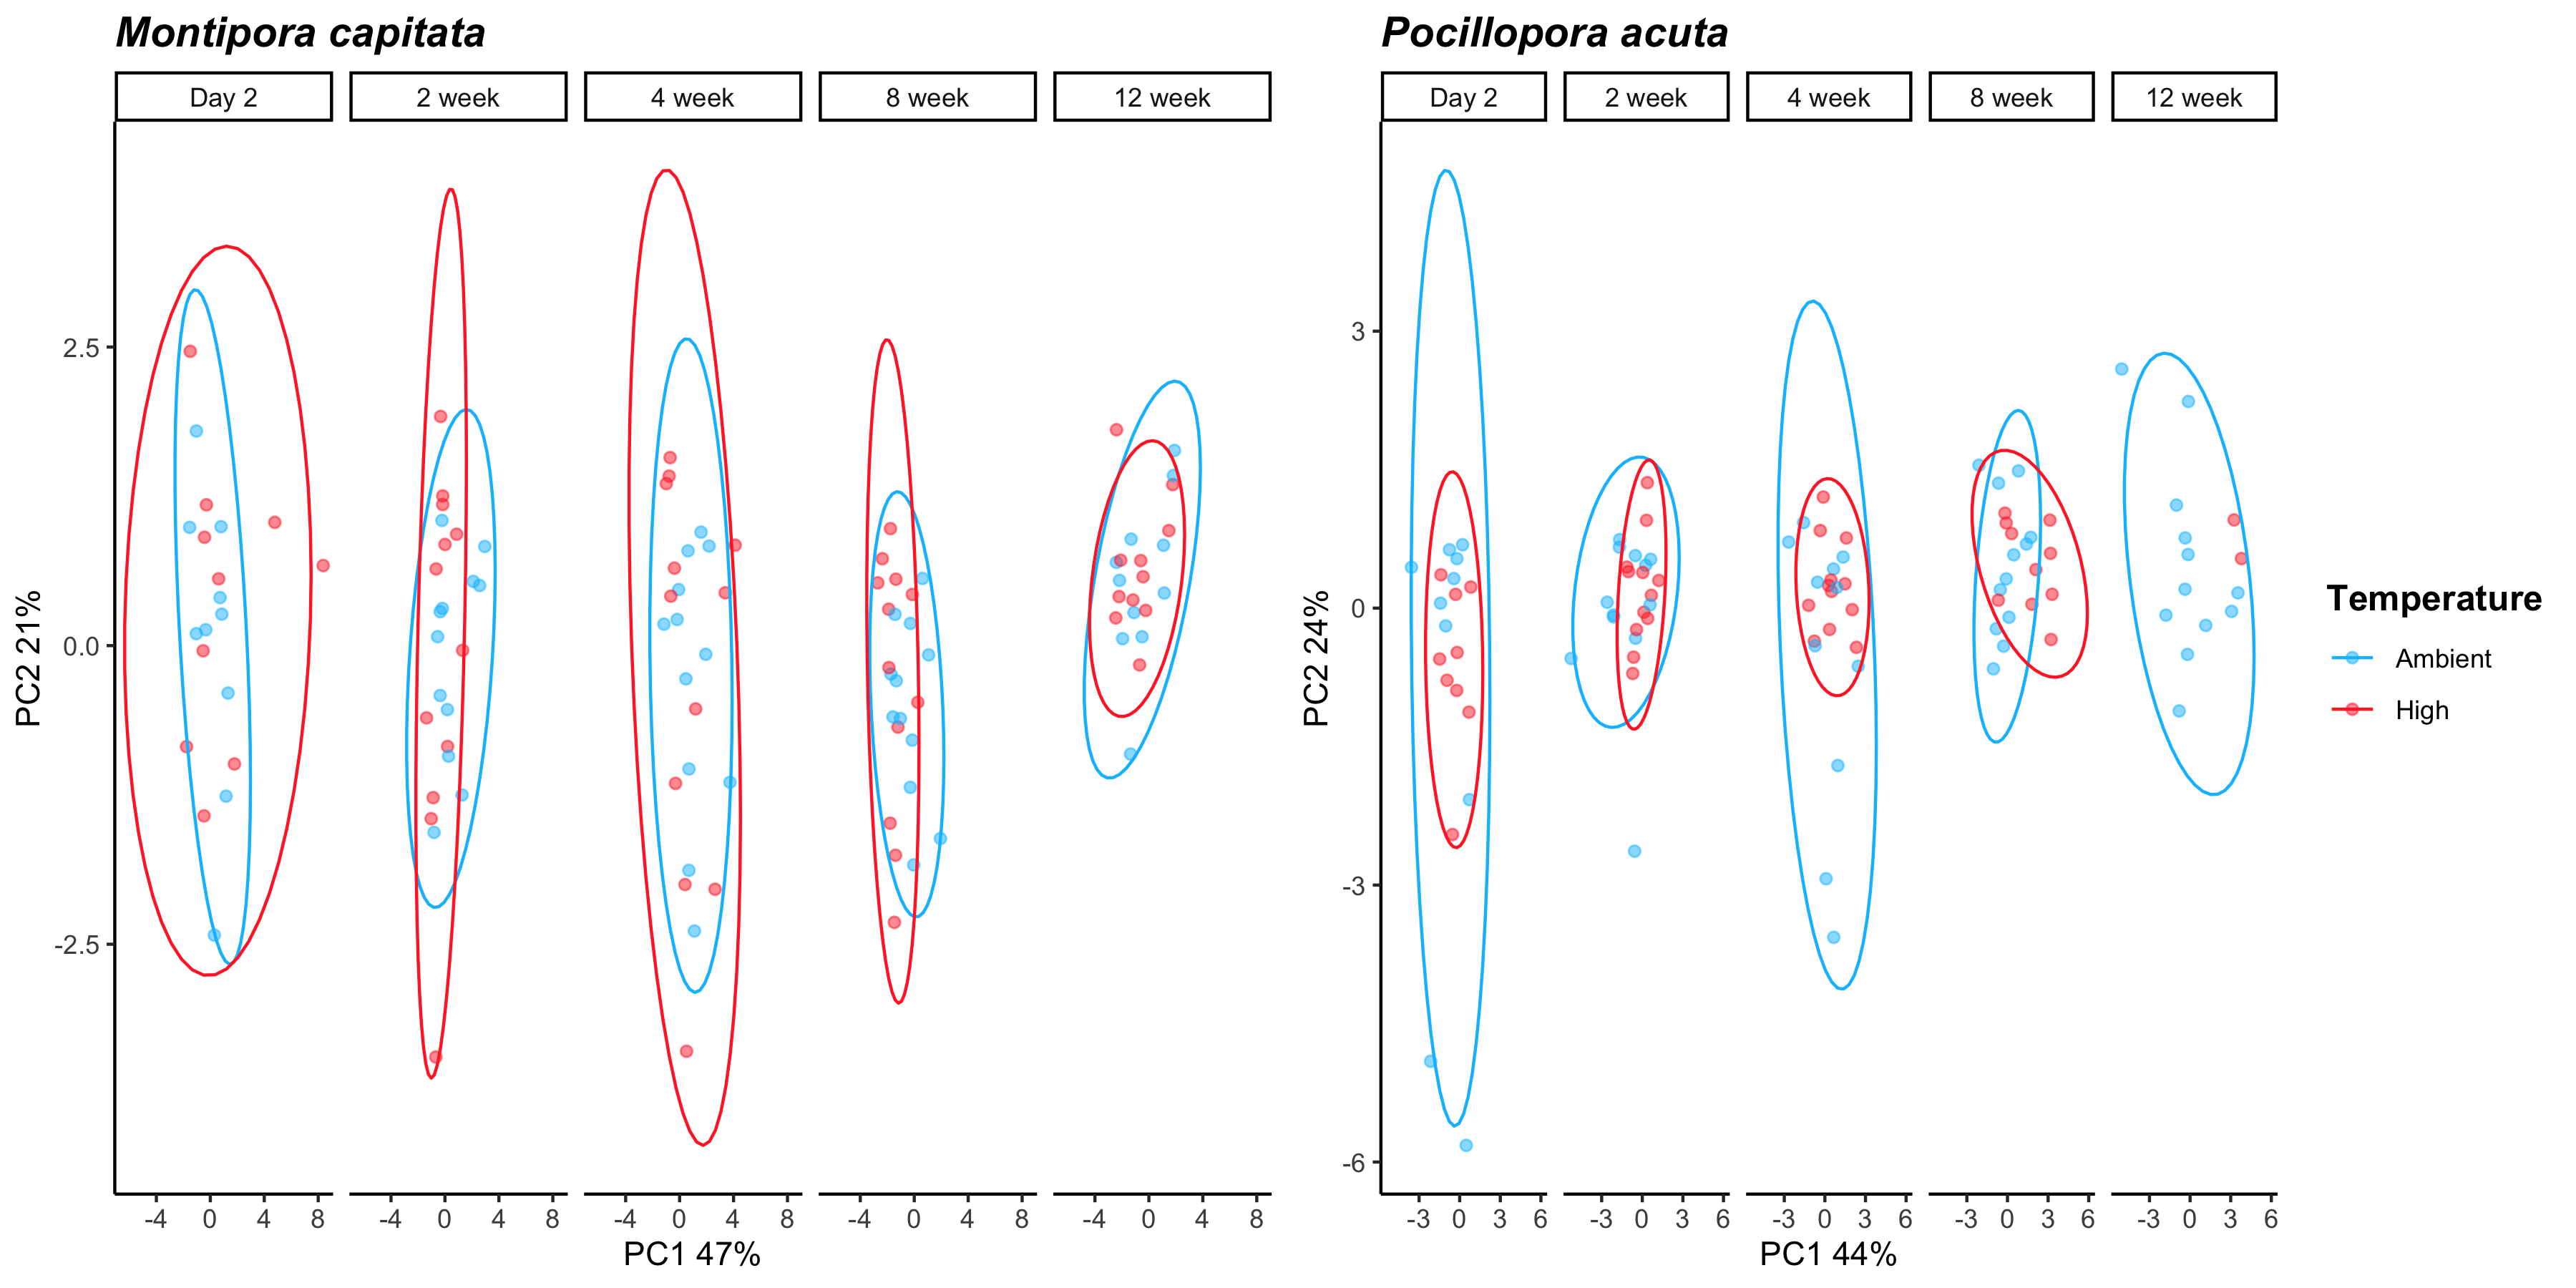 Montipora capitata
Day 2 2 week 4 week 8 week 12 week
2.5
0.0
-2.5
PC2 21%
-4 0 4 8 -4 0 4 8 -4 0 4 8 -4 0 4 8 -4 0 4 8
PC1 47%
Pocillopora acuta
Day 2 2 week 4 week 8 week 12 week
3
0
-3
-6
PC2 24%
-3 0 3 6 -3 0 3 6 -3 0 3 6 -3 0 3 6 -3 0 3 6
PC1 44%
Temperature
Ambient
High